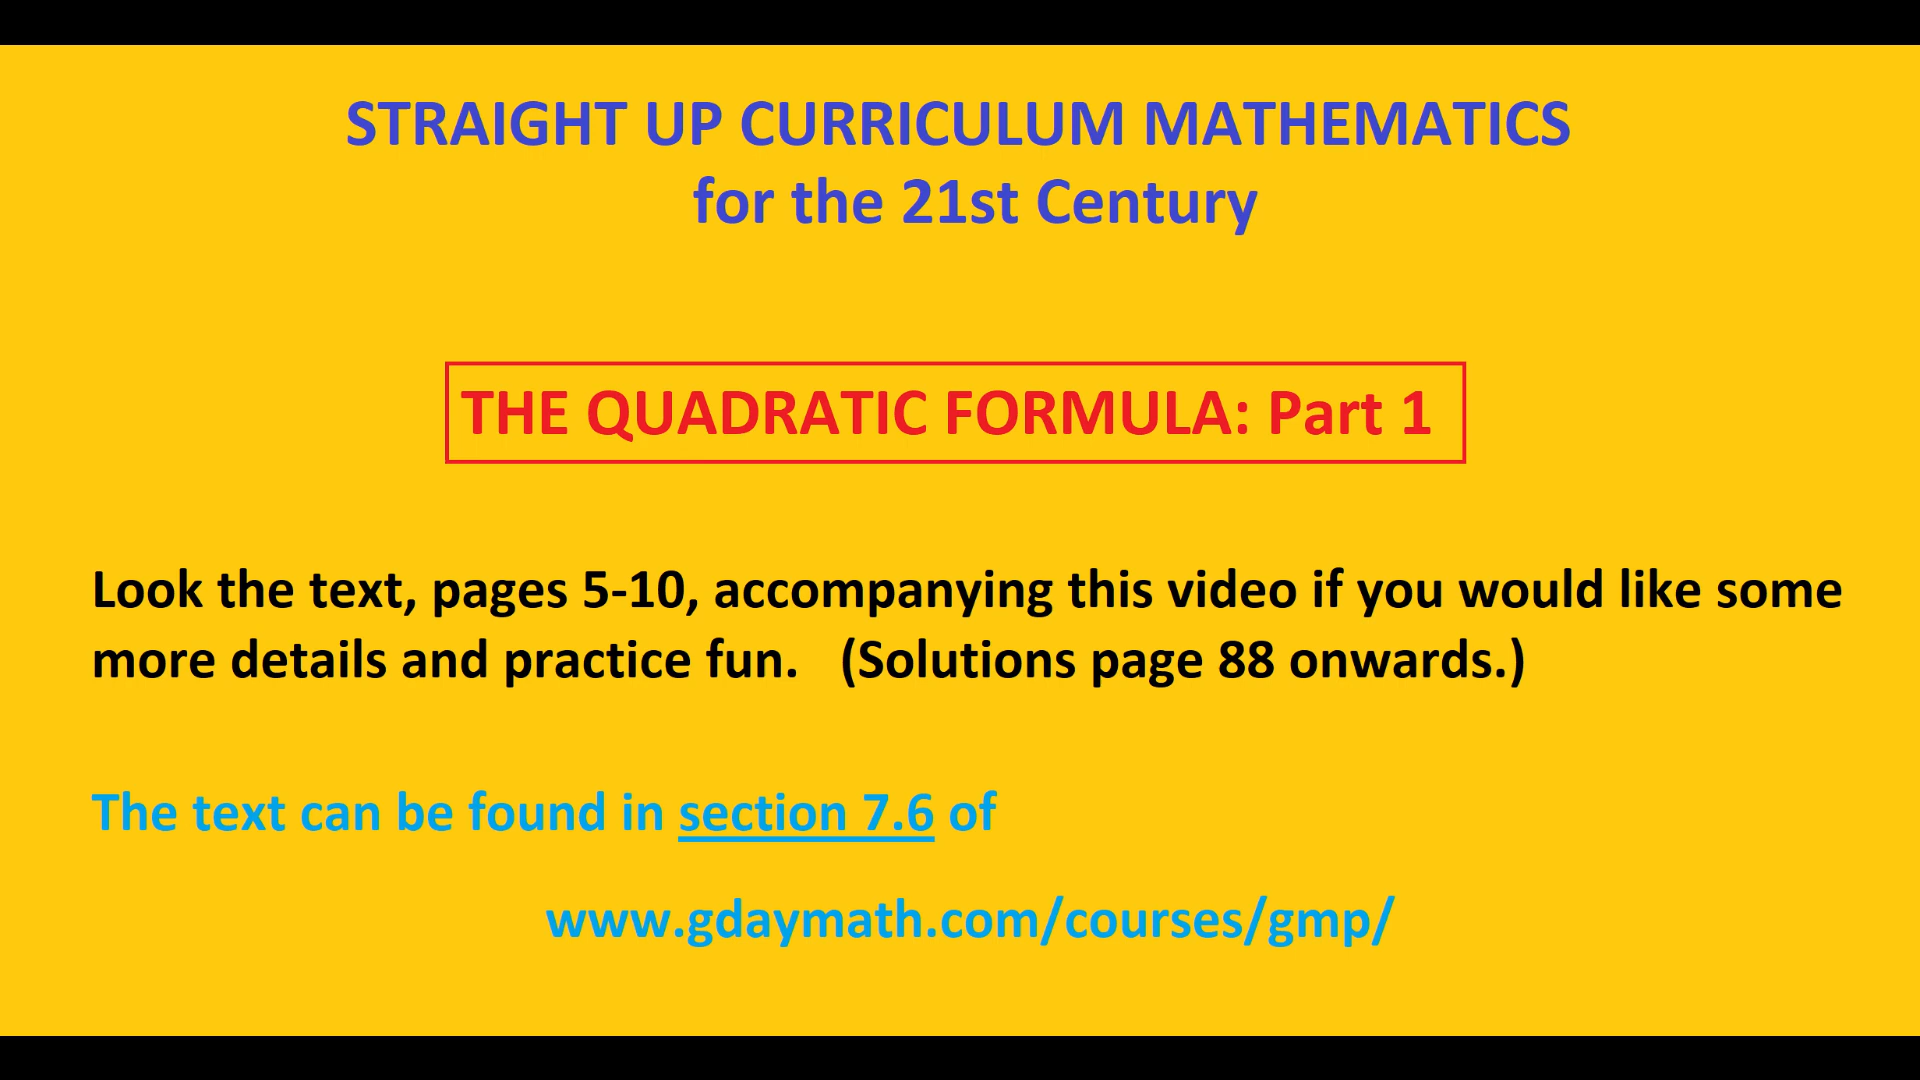 STRAIGHT UP CURRICULUM MATHEMATICS
for the 21st Century
THE QUADRATIC FORMULA: Part 1
Look the text, pages 5-10, accompanying this video if you would like some
more details and practice fun. (Solutions page 88 onwards.)
The text can be found in section 7.6 of
www.gdaymath.com/courses/gmp/